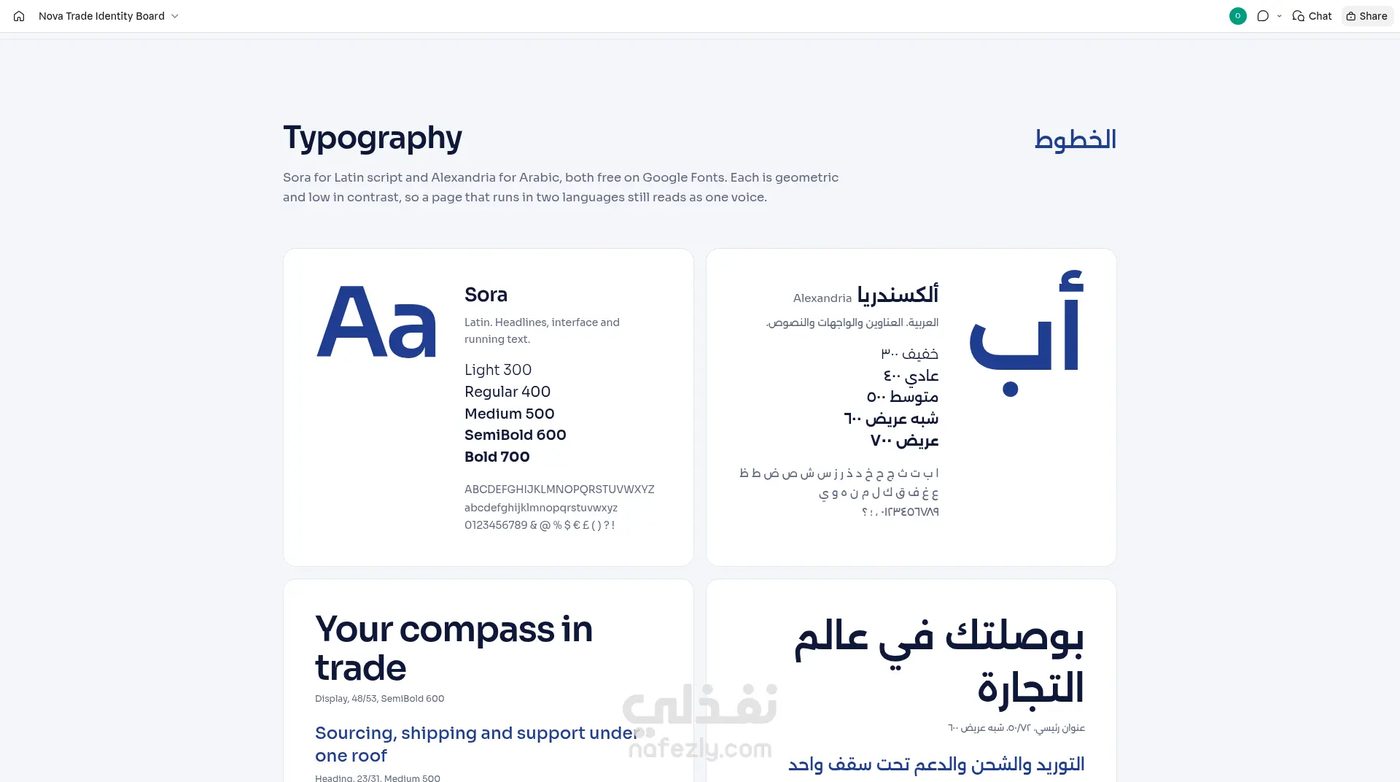 Nova Trade Identity Board
O
Chat
Share
Typography
الخطوط
Sora for Latin script and Alexandria for Arabic, both free on Google Fonts. Each is geometric
and low in contrast, so a page that runs in two languages still reads as one voice.
Aa
Sora
Latin. Headlines, interface and
running text.
Light 300
Regular 400
Medium 500
SemiBold 600
Bold 700
ABCDEFGHIJKLMNOPQRSTUVWXYZ
abcdefghijklmnopqrstuvwxyz
0123456789 & @ % $ € £ ( ) ? !
أب
ألكسندريا Alexandria
العربية. العناوين والواجهات والنصوص.
خفيف ٣٠٠
عادي ٤٠٠
متوسط ٥٠٠
شبه عريض ٦٠٠
عريض ٧٠٠
ا ب ت ث ج ح خ د ذ ر ز س ش ص ض ط ظ
ع غ ف ق ك ل م ن ه و ي
٠١٢٣٤٥٦٧٨٩ ، ؛ ؟
Your compass in
trade
Display, 48/53, SemiBold 600
Sourcing, shipping and support under
one roof
Heading, 23/31, Medium 500
بوصلتك في عالم
التجارة
عنوان رئيسي، ٥٠/٧٢، شبه عريض ٦٠٠
التوريد والشحن والدعم تحت سقف واحد
نفذلي
nafezly.com